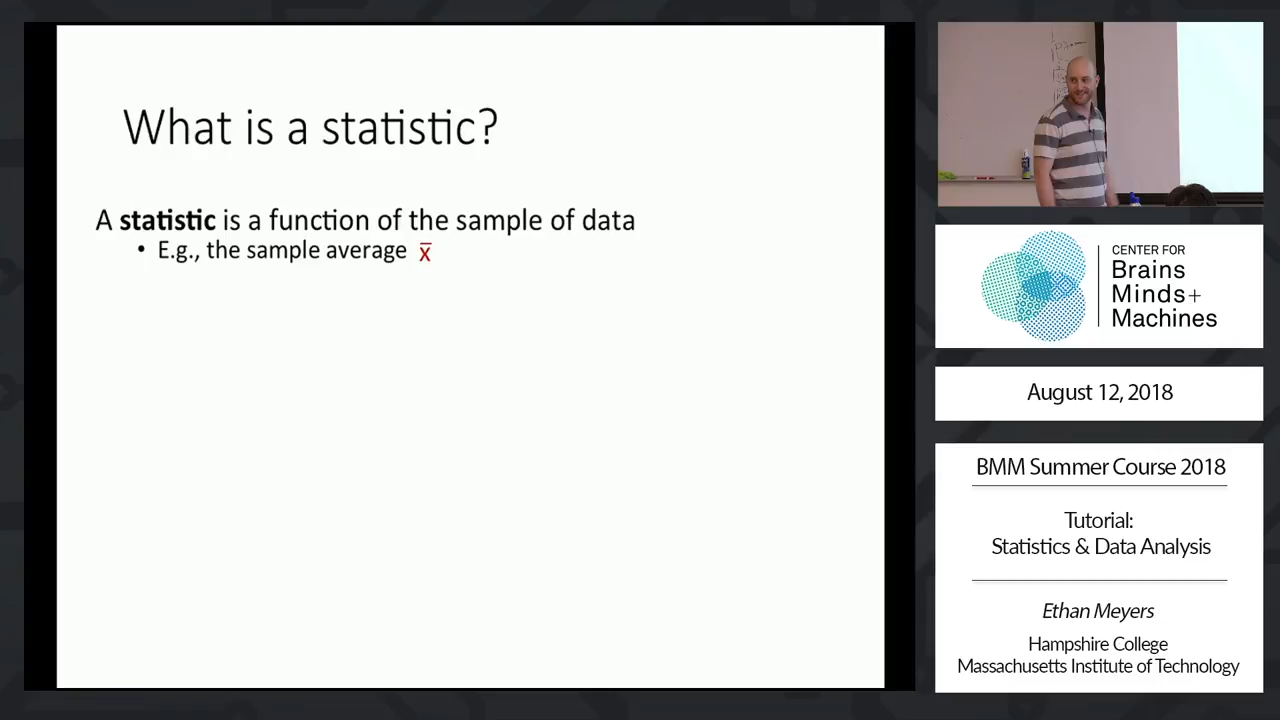 What is a statistic?
A statistic is a function of the sample of data
• E.g., the sample average x̄
CENTER FOR
Brains
Minds+
Machines
August 12, 2018
BMM Summer Course 2018
Tutorial:
Statistics & Data Analysis
Ethan Meyers
Hampshire College
Massachusetts Institute of Technology